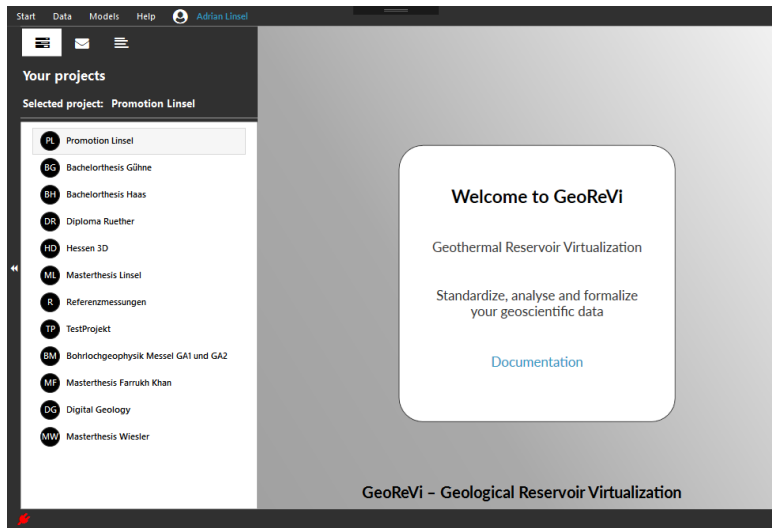 Start Data Models Help Adrian Linsel
Your projects
Selected project: Promotion Linsel
PL Promotion Linsel
BG Bachelorthesis Gühne
BH Bachelorthesis Haas
DR Diploma Ruether
HD Hessen 3D
ML Masterthesis Linsel
R Referenzmessungen
TP TestProjekt
BM Bohrlochgeophysik Messel GA1 und GA2
MF Masterthesis Farrukh Khan
DG Digital Geology
MW Masterthesis Wiesler
Welcome to GeoReVi
Geothermal Reservoir Virtualization
Standardize, analyse and formalize
your geoscientific data
Documentation
GeoReVi – Geological Reservoir Virtualization